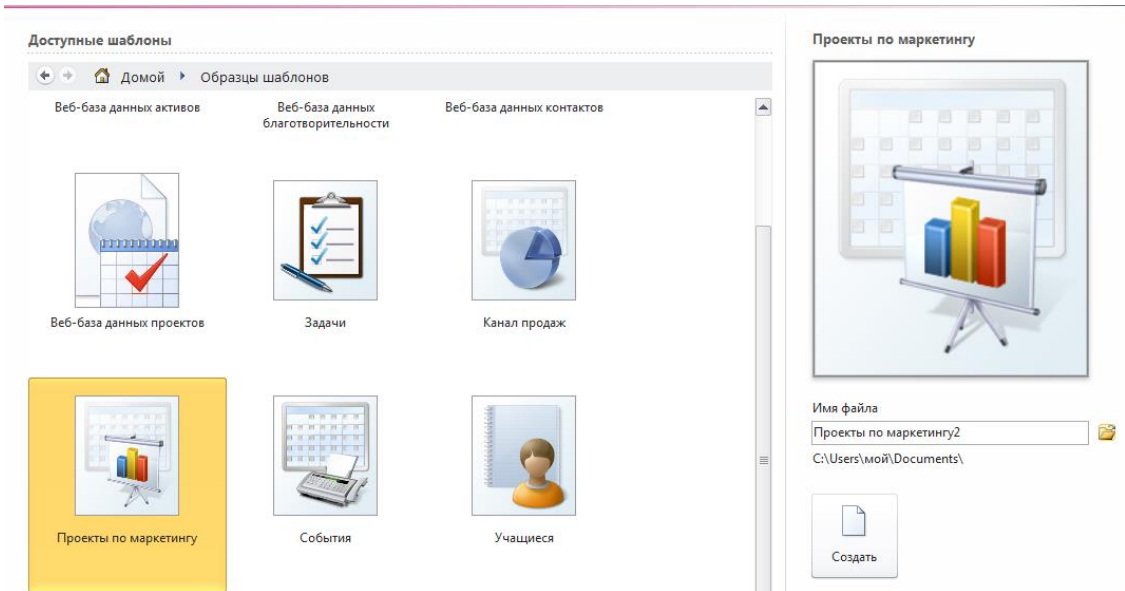 Доступные шаблоны
Домой Образцы шаблонов
Веб-база данных активов
Веб-база данных
благотворительности
Веб-база данных контактов
Веб-база данных проектов
Задачи
Канал продаж
Проекты по маркетингу
События
Учащиеся
Проекты по маркетингу
Имя файла
Проекты по маркетингу2
C:\Users\мой\Documents\
Создать